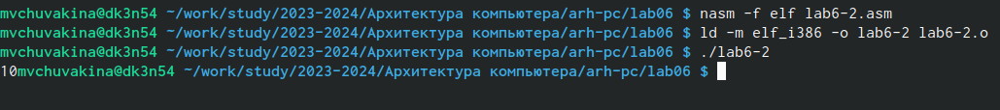 mvchuvakina@dk3n54 ~/work/study/2023-2024/Архитектура компьютера/arh-pc/lab06 $ nasm -f elf lab6-2.asm
mvchuvakina@dk3n54 ~/work/study/2023-2024/Архитектура компьютера/arh-pc/lab06 $ ld -m elf_i386 -o lab6-2 lab6-2.o
mvchuvakina@dk3n54 ~/work/study/2023-2024/Архитектура компьютера/arh-pc/lab06 $ ./lab6-2
10mvchuvakina@dk3n54 ~/work/study/2023-2024/Архитектура компьютера/arh-pc/lab06 $